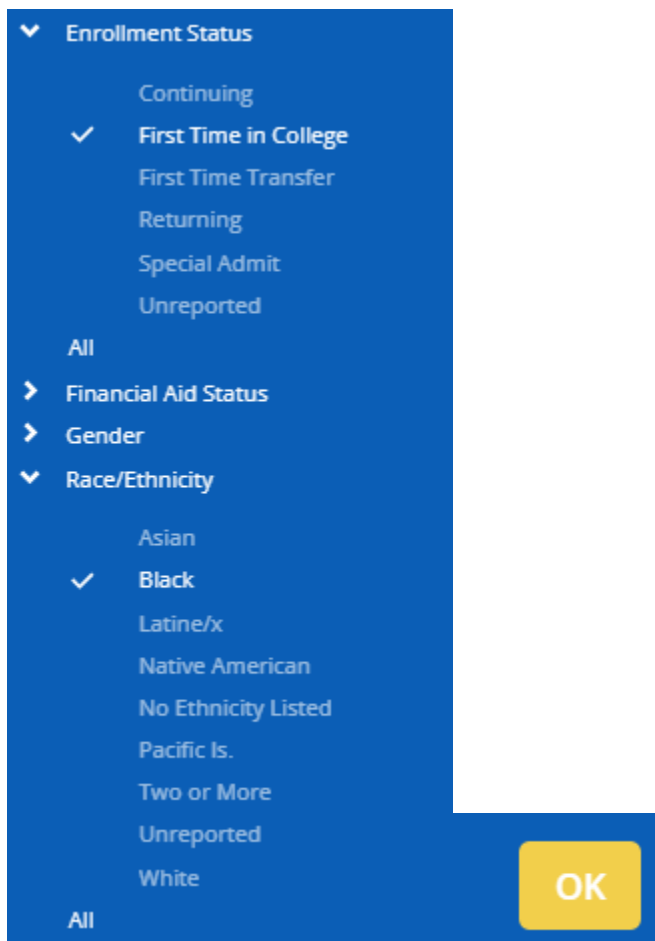 Enrollment Status
Continuing
First Time in College
First Time Transfer
Returning
Special Admit
Unreported
All
Financial Aid Status
Gender
Race/Ethnicity
Asian
Black
Latine/x
Native American
No Ethnicity Listed
Pacific Is.
Two or More
Unreported
White
OK
All